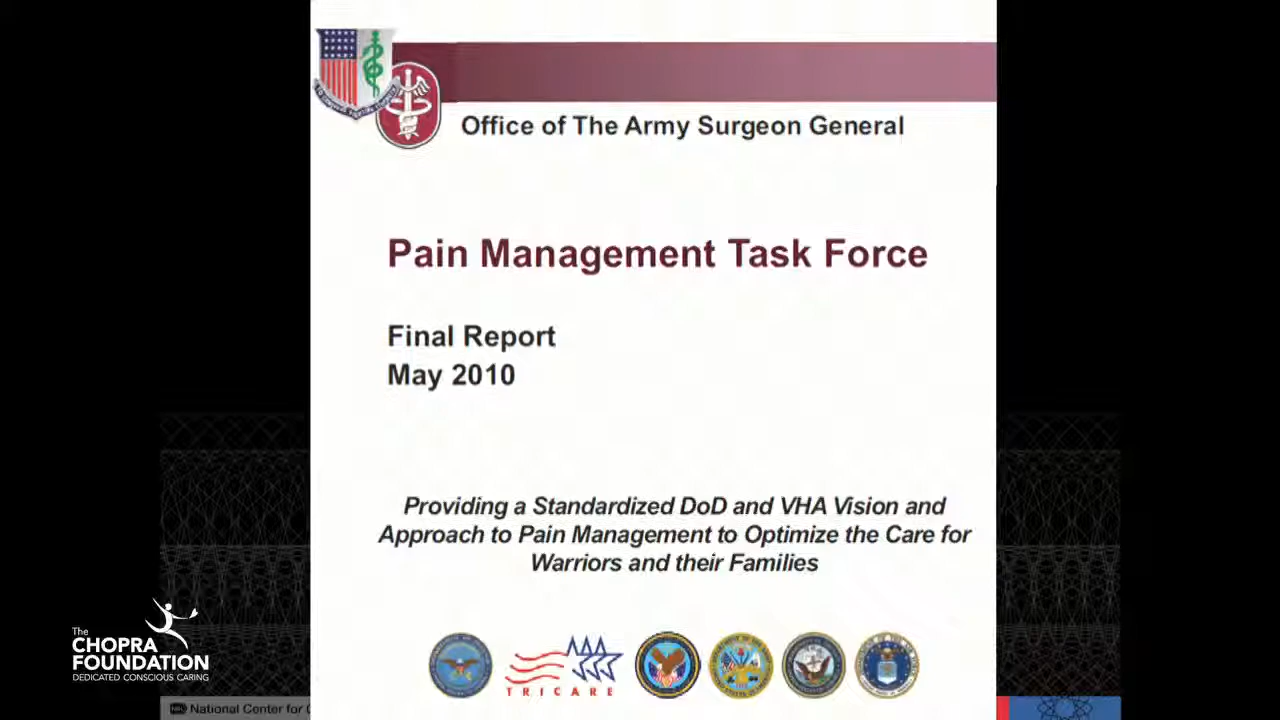 Office of The Army Surgeon General
Pain Management Task Force
Final Report
May 2010
Providing a Standardized DoD and VHA Vision and
Approach to Pain Management to Optimize the Care for
Warriors and their Families
TRICARE
The
CHOPRA
FOUNDATION
DEDICATED CONSCIOUS CARING
NIH National Center for